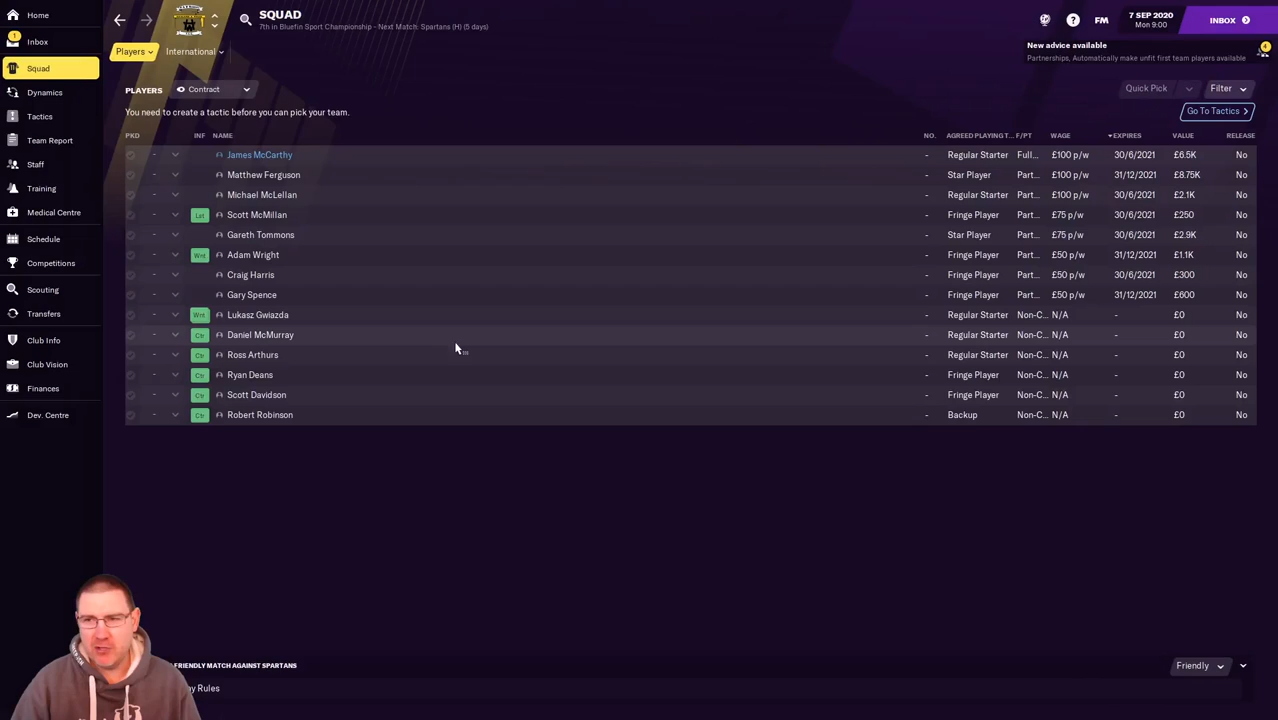 Home
1
Inbox
Squad
Dynamics
Tactics
Team Report
Staff
Training
Medical Centre
Schedule
Competitions
Scouting
Transfers
Club Info
Club Vision
Finances
Dev. Centre
SQUAD
7th in Bluefin Sport Championship - Next Match: Spartans (H) (5 days)
? FM 7 SEP 2020 Mon 9:00 INBOX
Players International
New advice available 4
Partnerships, Automatically make unfit first team players available
PLAYERS Contract Quick Pick Filter
You need to create a tactic before you can pick your team. Go To Tactics
PKD INF NAME NO. AGREED PLAYING T... F/PT WAGE EXPIRES VALUE RELEASE
- James McCarthy - Regular Starter Full... £100 p/w 30/6/2021 £6.5K No
- Matthew Ferguson - Star Player Part... £100 p/w 31/12/2021 £8.75K No
- Michael McLellan - Regular Starter Part... £100 p/w 30/6/2021 £2.1K No
- Lst Scott McMillan - Fringe Player Part... £75 p/w 30/6/2021 £250 No
- Gareth Tommons - Star Player Part... £75 p/w 30/6/2021 £2.9K No
- Wnt Adam Wright - Fringe Player Part... £50 p/w 31/12/2021 £1.1K No
- Craig Harris - Fringe Player Part... £50 p/w 30/6/2021 £300 No
- Gary Spence - Fringe Player Part... £50 p/w 31/12/2021 £600 No
- Wnt Lukasz Gwiazda - Regular Starter Non-C... N/A - £0 No
- Ctr Daniel McMurray - Regular Starter Non-C... N/A - £0 No
- Ctr Ross Arthurs - Regular Starter Non-C... N/A - £0 No
- Ctr Ryan Deans - Fringe Player Non-C... N/A - £0 No
- Ctr Scott Davidson - Fringe Player Non-C... N/A - £0 No
- Ctr Robert Robinson - Backup Non-C... N/A - £0 No
FRIENDLY MATCH AGAINST SPARTANS Friendly
Rules